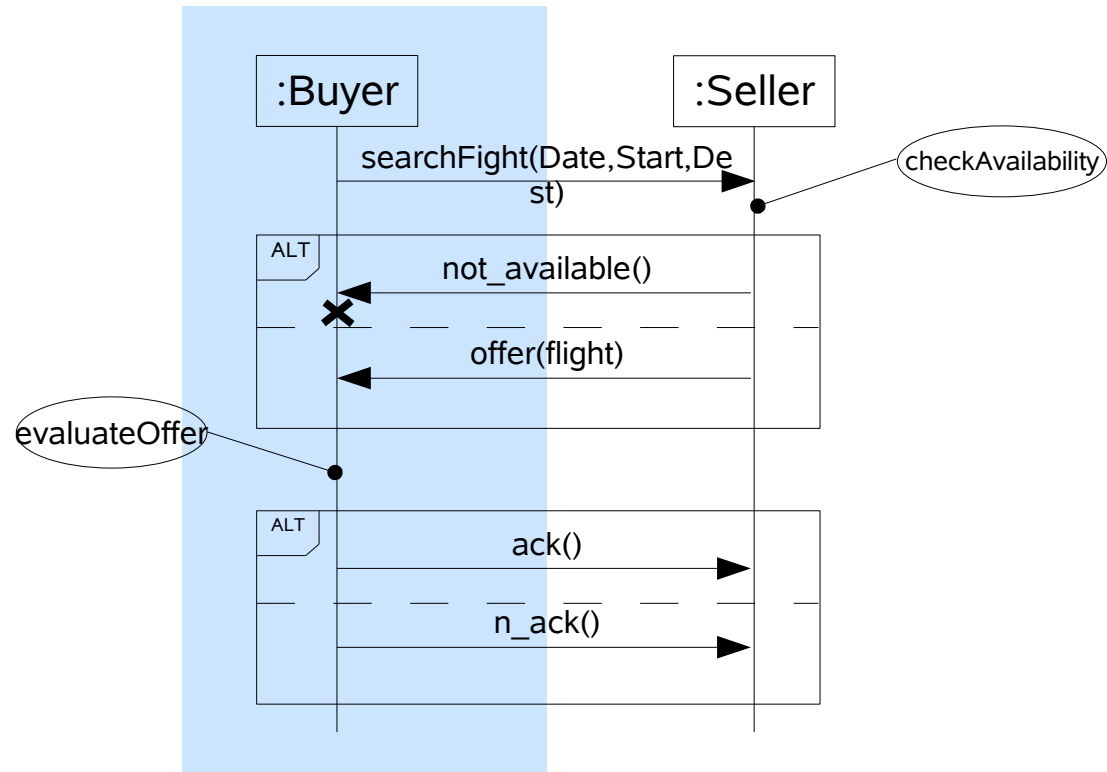 :Buyer
:Seller
searchFight(Date,Start,De
st)
checkAvailability
ALT
not_available()
offer(flight)
evaluateOffer
ALT
ack()
n_ack()